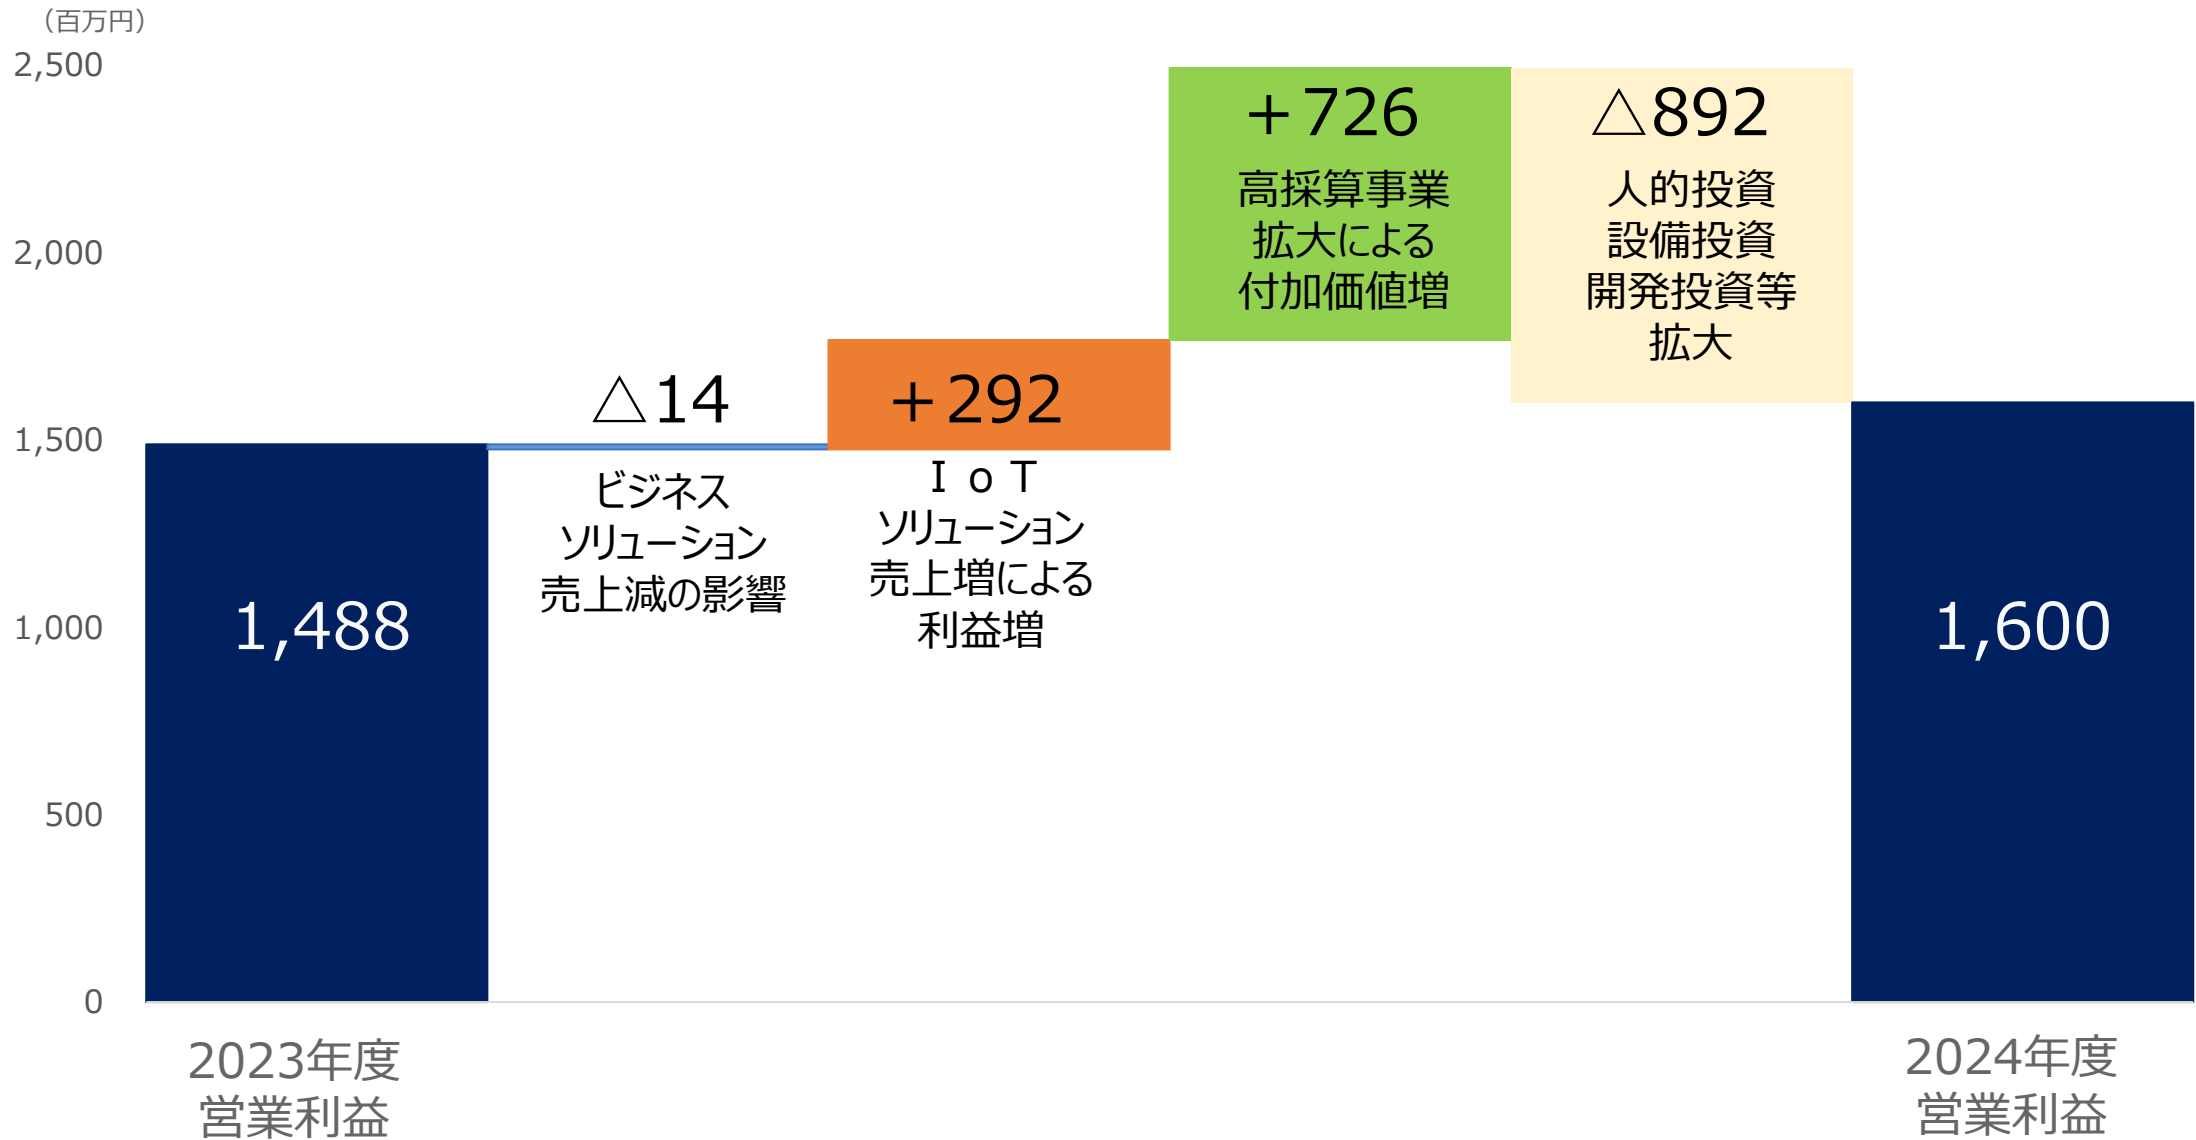 （百万円）
2,500
2,000
1,500
1,000
500
0
1,488
2023年度
営業利益
△14
ビジネス
ソリューション
売上減の影響
＋292
ＩｏＴ
ソリューション
売上増による
利益増
＋726
高採算事業
拡大による
付加価値増
△892
人的投資
設備投資
開発投資等
拡大
1,600
2024年度
営業利益